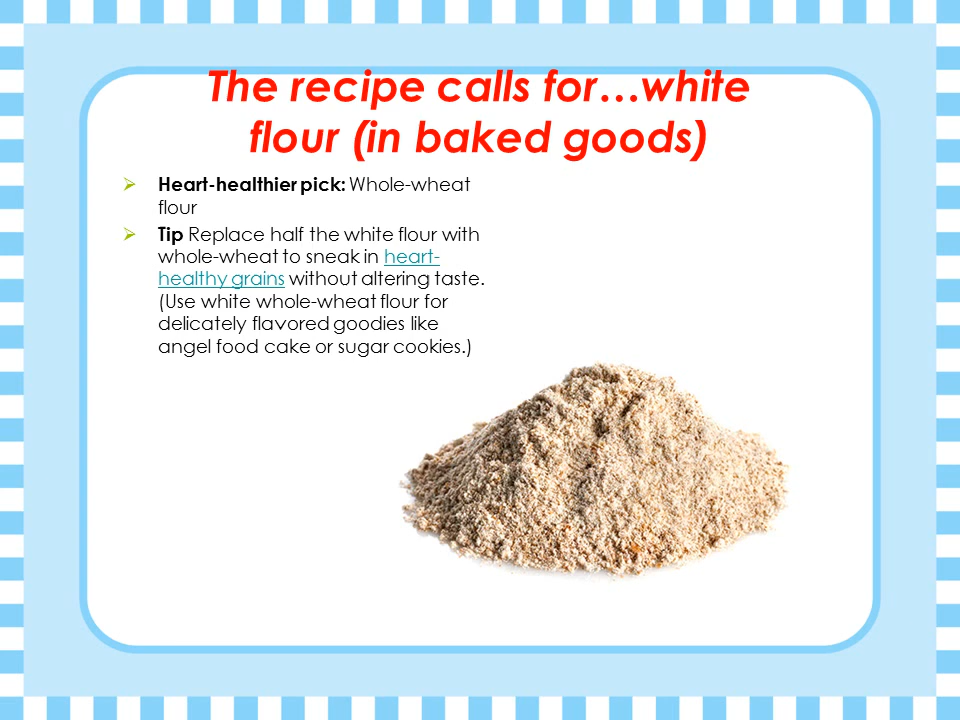 The recipe calls for…white
flour (in baked goods)
Heart-healthier pick: Whole-wheat
flour
Tip Replace half the white flour with
whole-wheat to sneak in heart-
healthy grains without altering taste.
(Use white whole-wheat flour for
delicately flavored goodies like
angel food cake or sugar cookies.)